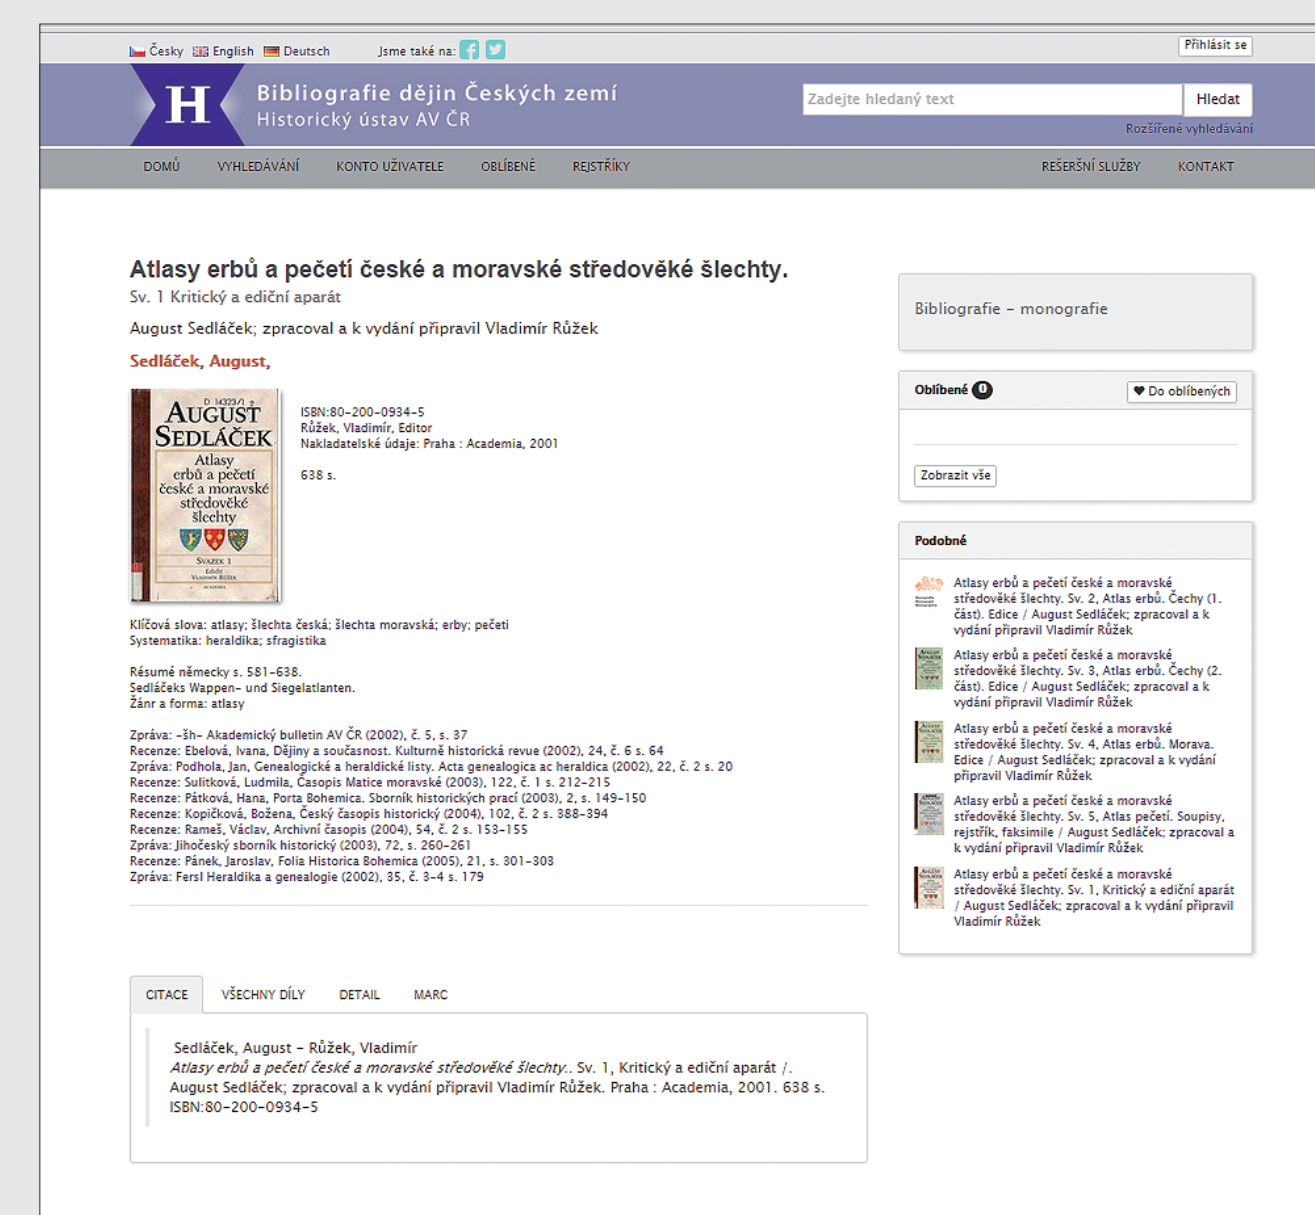 Česky English Deutsch Jsme také na:
Přihlásit se
H
Bibliografie dějin Českých zemí
Historický ústav AV ČR
Zadejte hledaný text
Hledat
Rozšířené vyhledávání
DOMŮ VYHLEDÁVÁNÍ KONTO UŽIVATELE OBLÍBENÉ REJSTŘÍKY REŠERŠNÍ SLUŽBY KONTAKT
Atlasy erbů a pečetí české a moravské středověké šlechty.
Sv. 1 Kritický a ediční aparát
August Sedláček; zpracoval a k vydání připravil Vladimír Růžek
Sedláček, August,
D 14323/1
AUGUST
SEDLÁČEK
Atlasy
erbů a pečetí
české a moravské
středověké
šlechty
SVAZEK 1
Edidit
VLADIMÍR RŮŽEK
ACADEMIA
ISBN:80-200-0934-5
Růžek, Vladimír, Editor
Nakladatelské údaje: Praha : Academia, 2001
638 s.
Klíčová slova: atlasy; šlechta česká; šlechta moravská; erby; pečeti
Systematika: heraldika; sfragistika
Résumé německy s. 581-638.
Sedláčeks Wappen- und Siegelatlanten.
Žánr a forma: atlasy
Zpráva: -šh- Akademický bulletin AV ČR (2002), č. 5, s. 37
Recenze: Ebelová, Ivana, Dějiny a současnost. Kulturně historická revue (2002), 24, č. 6 s. 64
Zpráva: Podhola, Jan, Genealogické a heraldické listy. Acta genealogica ac heraldica (2002), 22, č. 2 s. 20
Recenze: Sulitková, Ludmila, Časopis Matice moravské (2003), 122, č. 1 s. 212-215
Recenze: Pátková, Hana, Porta Bohemica. Sborník historických prací (2003), 2, s. 149-150
Recenze: Kopičková, Božena, Český časopis historický (2004), 102, č. 2 s. 388-394
Recenze: Rameš, Václav, Archivní časopis (2004), 54, č. 2 s. 153-155
Zpráva: Jihočeský sborník historický (2003), 72, s. 260-261
Recenze: Pánek, Jaroslav, Folia Historica Bohemica (2005), 21, s. 301-303
Zpráva: Fersl Heraldika a genealogie (2002), 35, č. 3-4 s. 179
CITACE VŠECHNY DÍLY DETAIL MARC
Sedláček, August - Růžek, Vladimír
Atlasy erbů a pečetí české a moravské středověké šlechty.. Sv. 1, Kritický a ediční aparát /.
August Sedláček; zpracoval a k vydání připravil Vladimír Růžek. Praha : Academia, 2001. 638 s.
ISBN:80-200-0934-5
Bibliografie - monografie
Oblíbené 0
Do oblíbených
Zobrazit vše
Podobné
Atlasy erbů a pečetí české a moravské
středověké šlechty. Sv. 2, Atlas erbů. Čechy (1.
část). Edice / August Sedláček; zpracoval a k
vydání připravil Vladimír Růžek
Atlasy erbů a pečetí české a moravské
středověké šlechty. Sv. 3, Atlas erbů. Čechy (2.
část). Edice / August Sedláček; zpracoval a k
vydání připravil Vladimír Růžek
Atlasy erbů a pečetí české a moravské
středověké šlechty. Sv. 4, Atlas erbů. Morava.
Edice / August Sedláček; zpracoval a k vydání
připravil Vladimír Růžek
Atlasy erbů a pečetí české a moravské
středověké šlechty. Sv. 5, Atlas pečetí. Soupisy,
rejstřík, faksimile / August Sedláček; zpracoval a
k vydání připravil Vladimír Růžek
Atlasy erbů a pečetí české a moravské
středověké šlechty. Sv. 1, Kritický a ediční aparát
/ August Sedláček; zpracoval a k vydání připravil
Vladimír Růžek